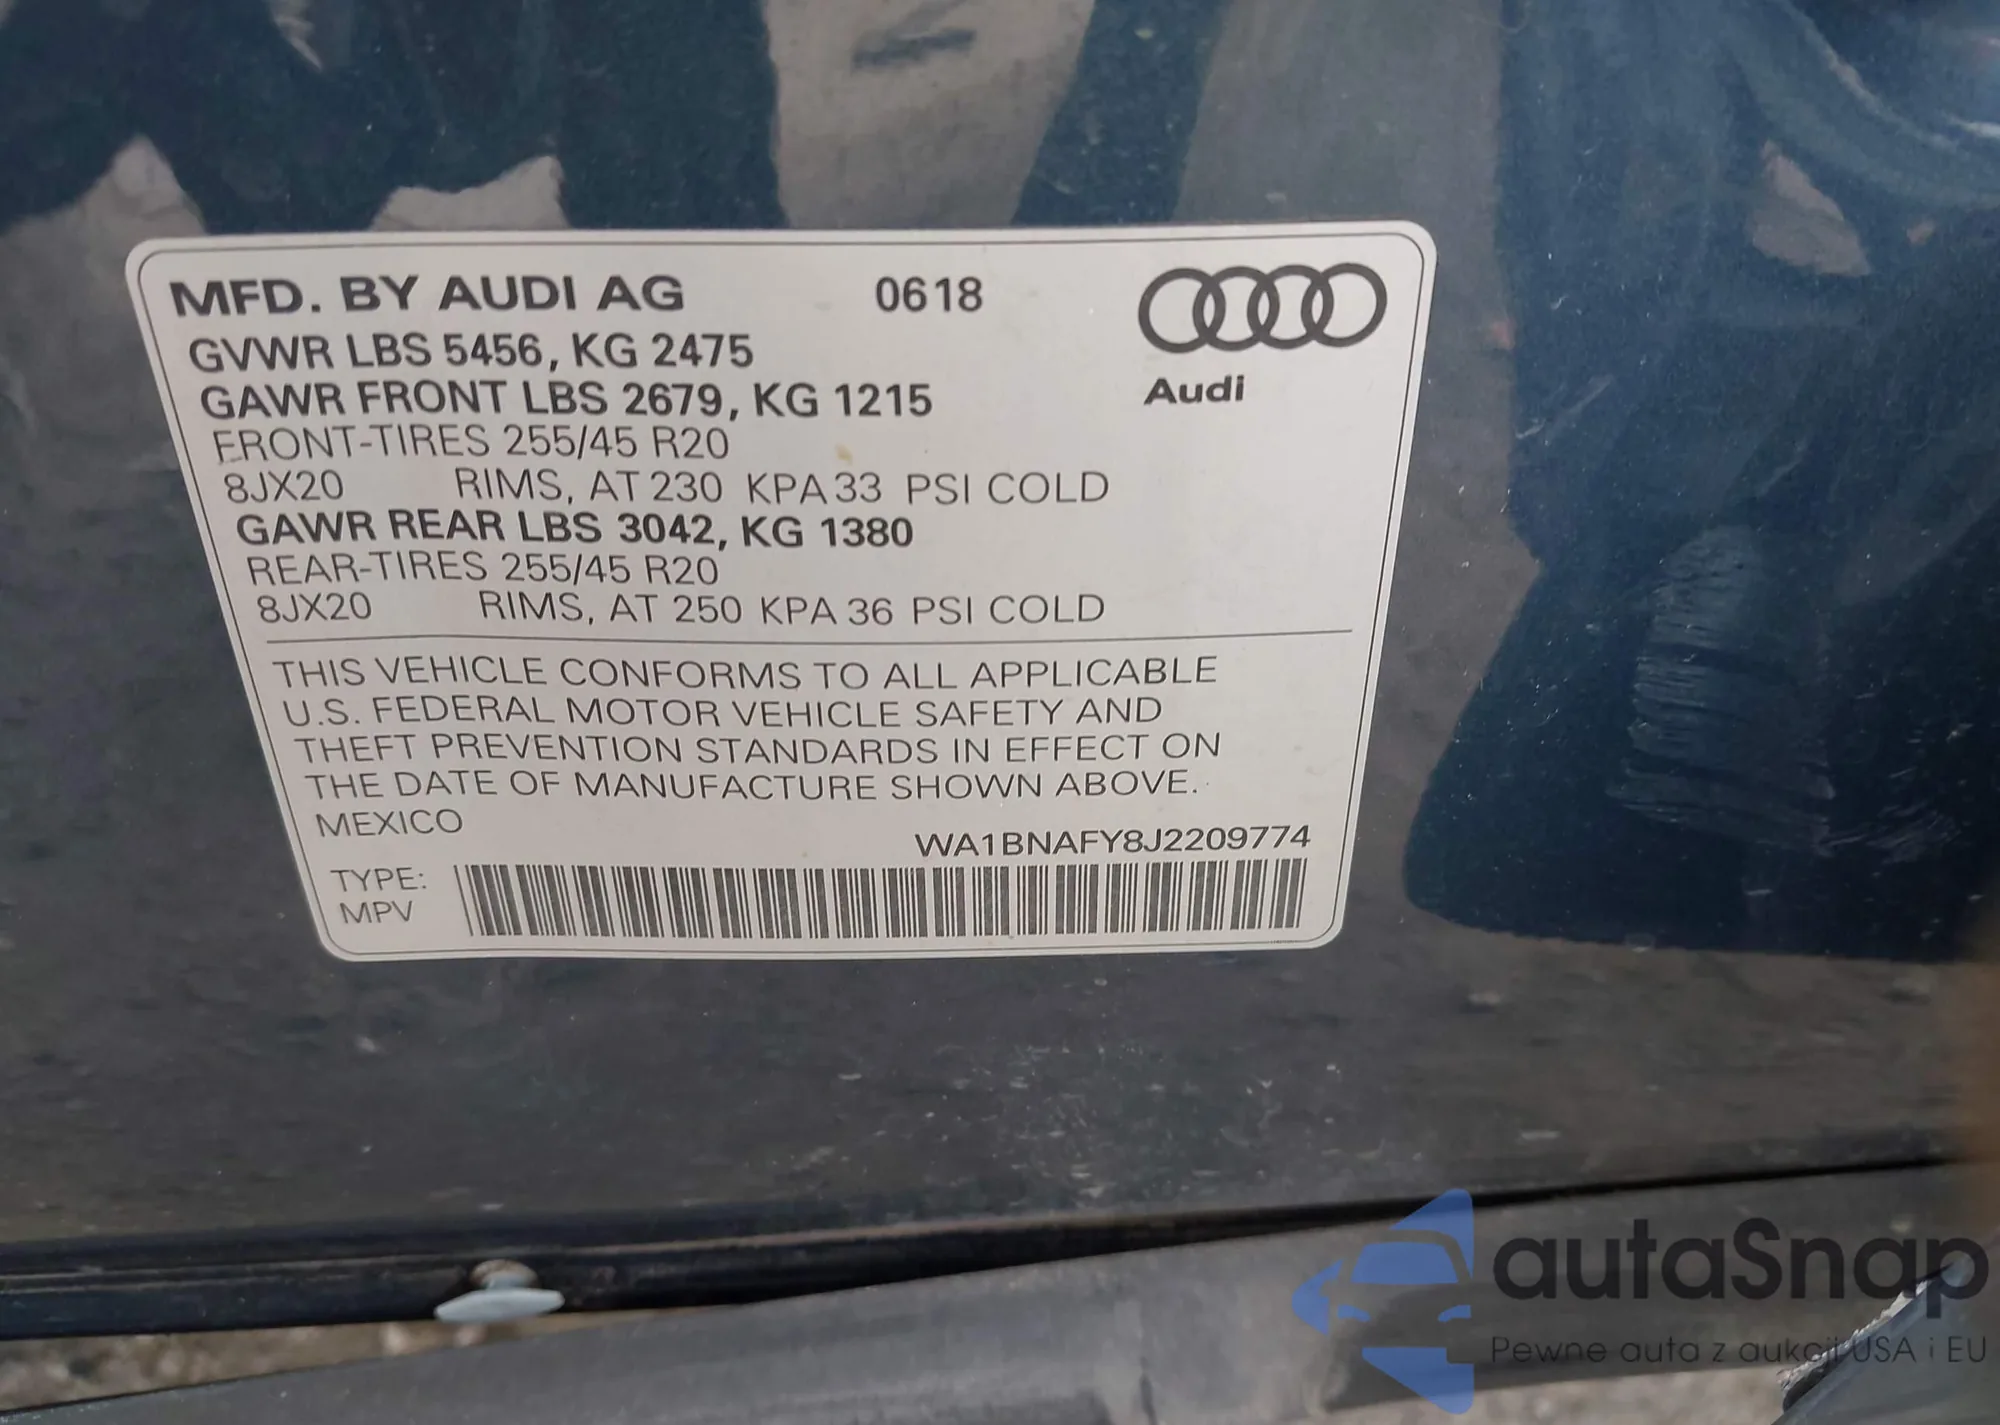 MFD. BY AUDI AG 0618
GVWR LBS 5456, KG 2475
GAWR FRONT LBS 2679, KG 1215
Audi
FRONT-TIRES 255/45 R20
8JX20 RIMS, AT 230 KPA 33 PSI COLD
GAWR REAR LBS 3042, KG 1380
REAR-TIRES 255/45 R20
8JX20 RIMS, AT 250 KPA 36 PSI COLD
THIS VEHICLE CONFORMS TO ALL APPLICABLE
U.S. FEDERAL MOTOR VEHICLE SAFETY AND
THEFT PREVENTION STANDARDS IN EFFECT ON
THE DATE OF MANUFACTURE SHOWN ABOVE.
MEXICO
WA1BNAFY8J2209774
TYPE:
MPV
autaSnap
Pewne auta z aukcji USA i EU